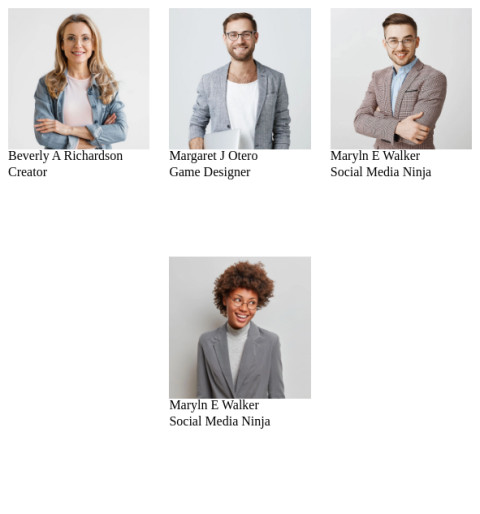 Beverly A Richardson
Creator
Margaret J Otero
Game Designer
Maryln E Walker
Social Media Ninja
Maryln E Walker
Social Media Ninja